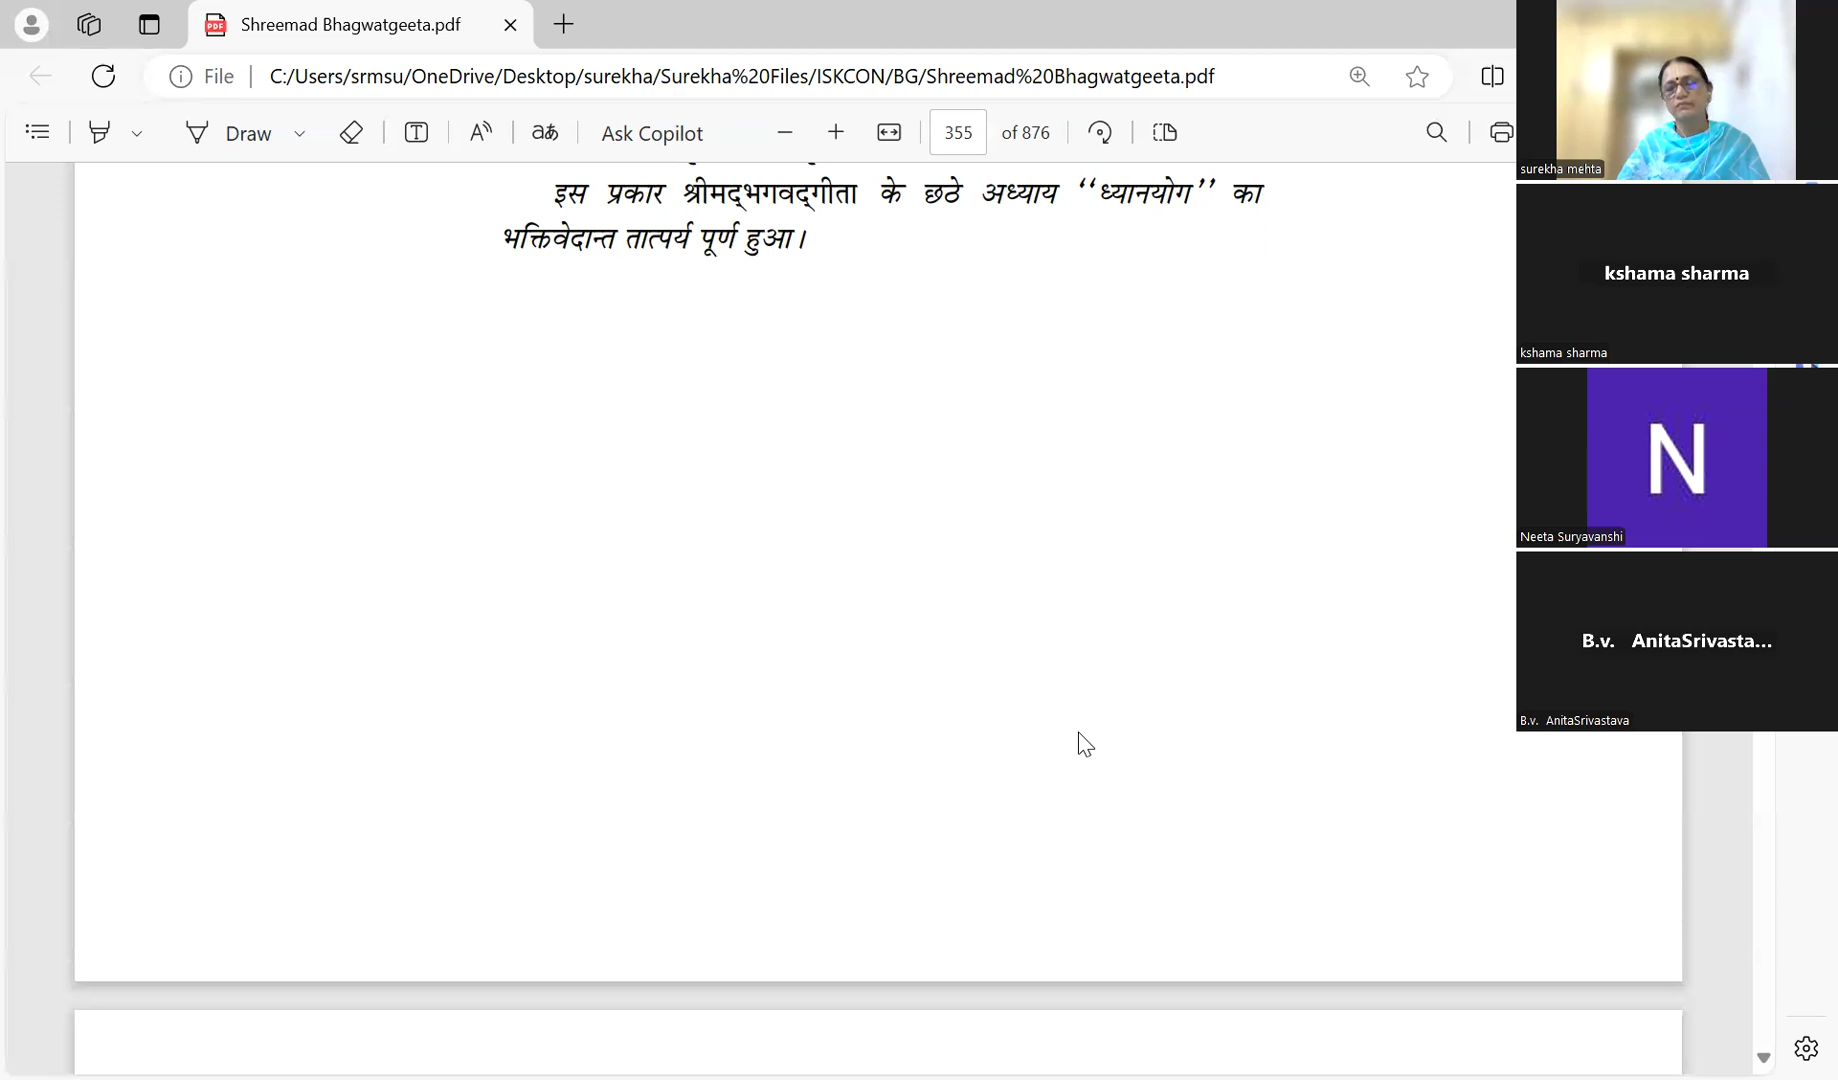 Shreemad Bhagwatgeeta.pdf
File
C:/Users/srmsu/OneDrive/Desktop/surekha/Surekha%20Files/ISKCON/BG/Shreemad%20Bhagwatgeeta.pdf
Draw
T
A
aあ
Ask Copilot
355 of 876
इस प्रकार श्रीमद्भगवद्गीता के छठे अध्याय ‘‘ध्यानयोग’’ का
भक्तिवेदान्त तात्पर्य पूर्ण हुआ।
surekha mehta
kshama sharma
kshama sharma
N
Neeta Suryavanshi
B.v. AnitaSrivasta...
B.v. AnitaSrivastava